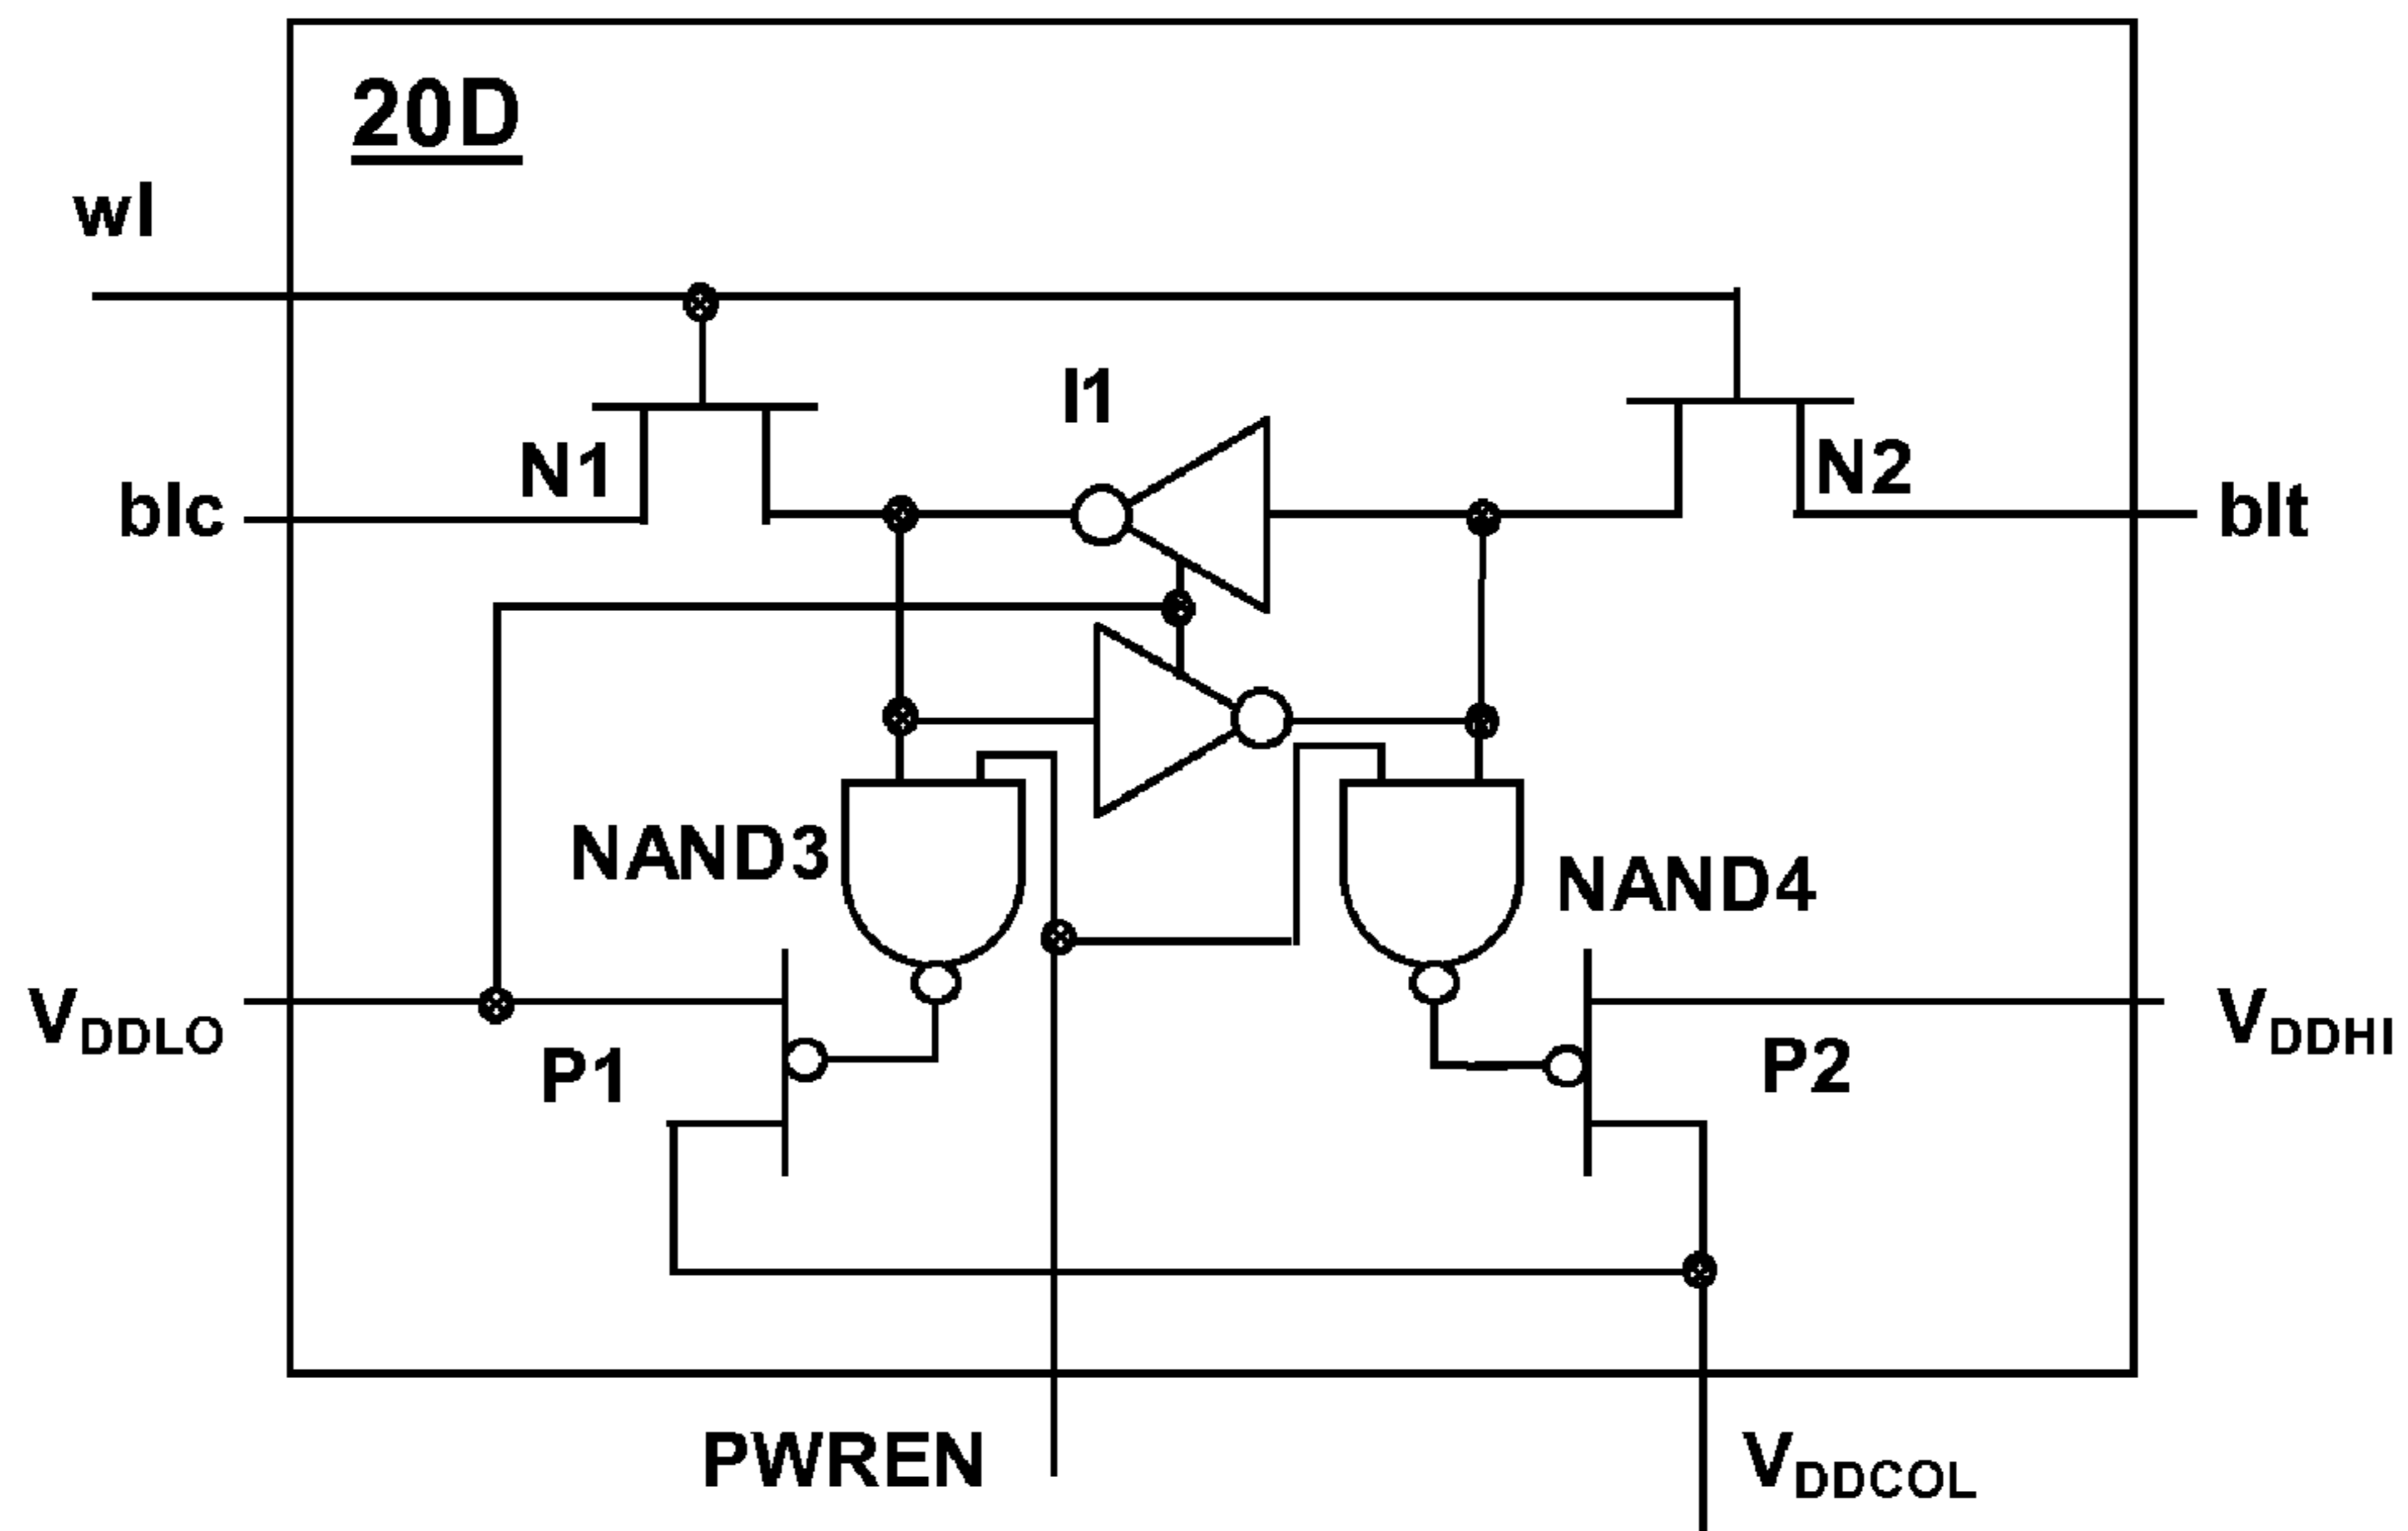 20D
wl
I1
N1
N2
blc
blt
NAND3
NAND4
VDDLO
VDDHI
P1
P2
PWREN
VDDCOL